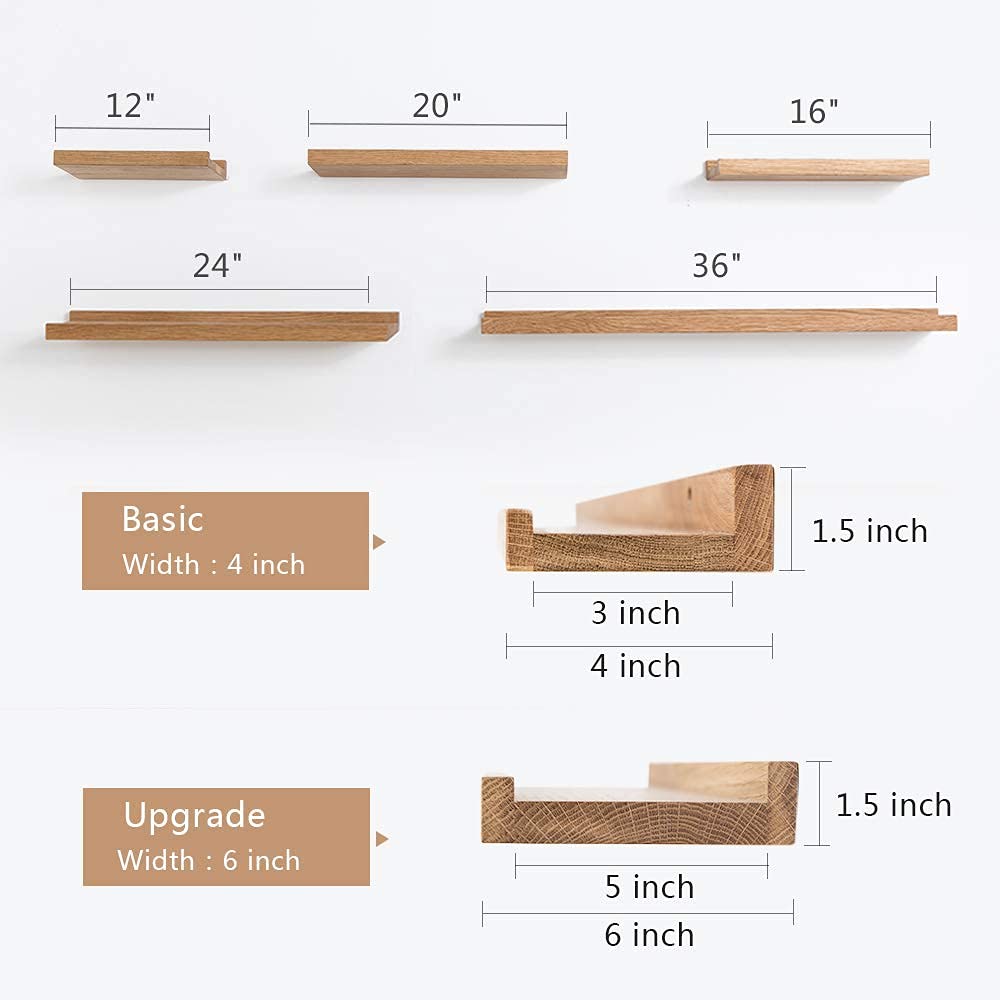 12"
20"
16"
24"
36"
Basic
Width : 4 inch
1.5 inch
3 inch
4 inch
Upgrade
Width : 6 inch
1.5 inch
5 inch
6 inch